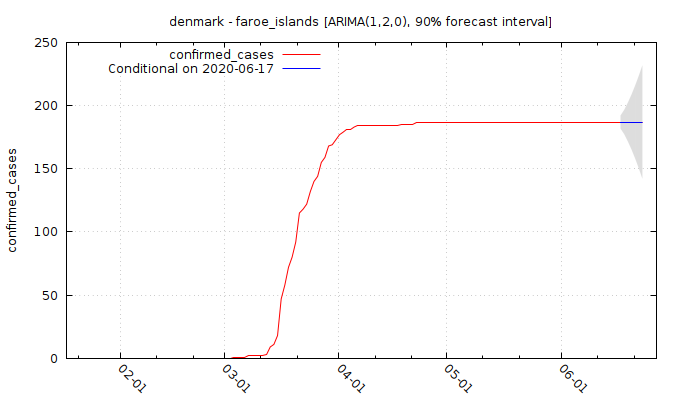 denmark - faroe_islands [ARIMA(1,2,0), 90% forecast interval]
confirmed_cases
Conditional on 2020-06-17
confirmed_cases
250
200
150
100
50
0
02-01
03-01
04-01
05-01
06-01